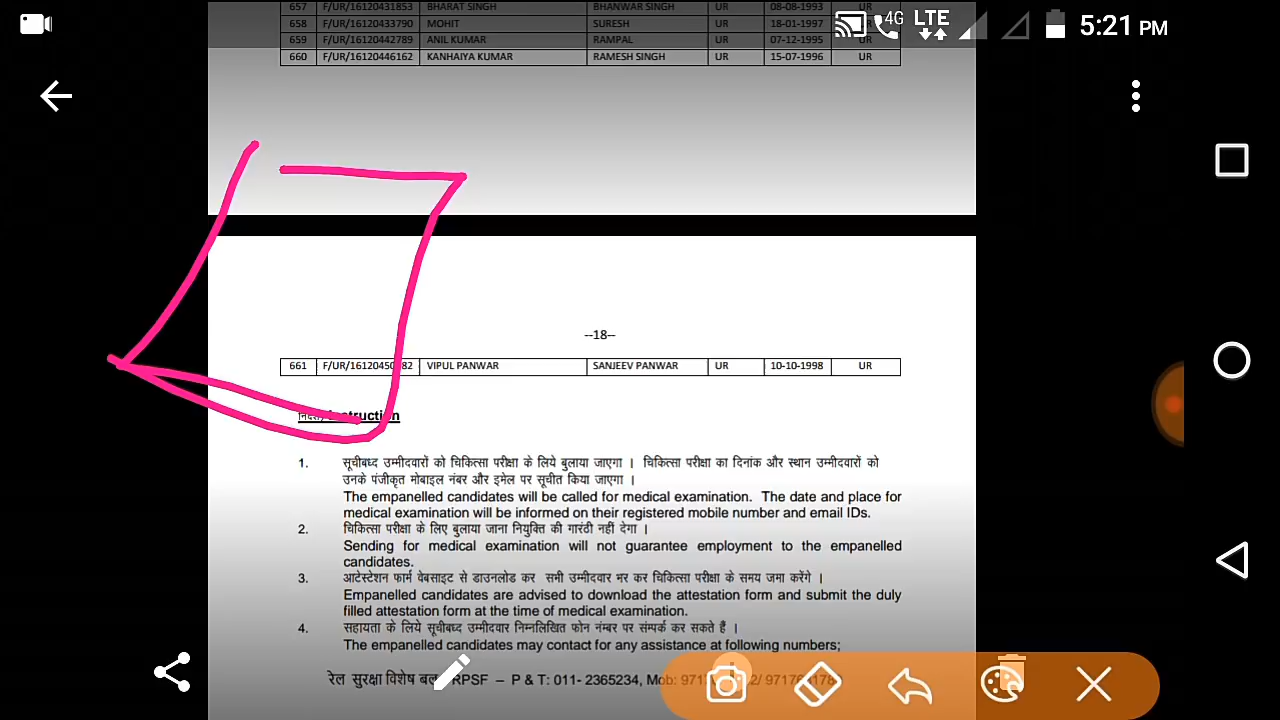 4G LTE 5:21 PM
657 F/UR/16120431853 BHARAT SINGH BHANWAR SINGH UR 08-08-1993 UR
658 F/UR/16120433790 MOHIT SURESH UR 18-01-1997
659 F/UR/16120442789 ANIL KUMAR RAMPAL UR 07-12-1995 UR
660 F/UR/16120446162 KANHAIYA KUMAR RAMESH SINGH UR 15-07-1996 UR
--18--
661 VIPUL PANWAR SANJEEV PANWAR UR 10-10-1998 UR
Instruction
1. सूचीबध्द उम्मीदवारों को चिकित्सा परीक्षा के लिये बुलाया जाएगा । चिकित्सा परीक्षा का दिनांक और स्थान उम्मीदवारों को
उनके पंजीकृत मोबाइल नंबर और इमेल पर सूचीत किया जाएगा ।
The empanelled candidates will be called for medical examination. The date and place for
medical examination will be informed on their registered mobile number and email IDs.
2. चिकित्सा परीक्षा के लिए बुलाया जाना नियुक्ति की गारंठी नहीं देगा ।
Sending for medical examination will not guarantee employment to the empanelled
candidates.
3. आटेस्टेशन फार्म वेबसाइट से डाउनलोड कर सभी उम्मीदवार भर कर चिकित्सा परीक्षा के समय जमा करेंगे ।
Empanelled candidates are advised to download the attestation form and submit the duly
filled attestation form at the time of medical examination.
4. सहायता के लिये सूचीबध्द उम्मीदवार निम्नलिखित फोन नंम्बर पर संम्पर्क कर सकते हैं ।
The empanelled candidates may contact for any assistance at following numbers;
रेल सुरक्षा विशेष बल RPSF – P & T: 011- 2365234, Mob: